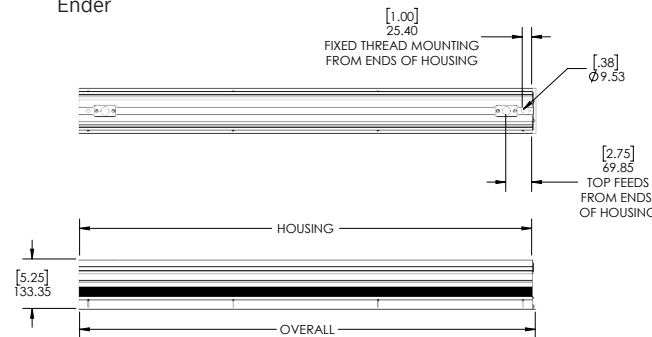 Ender
[1.00]
25.40
FIXED THREAD MOUNTING
FROM ENDS OF HOUSING
[.38]
Ø9.53
[2.75]
69.85
TOP FEEDS
FROM ENDS
OF HOUSING
HOUSING
[5.25]
133.35
OVERALL